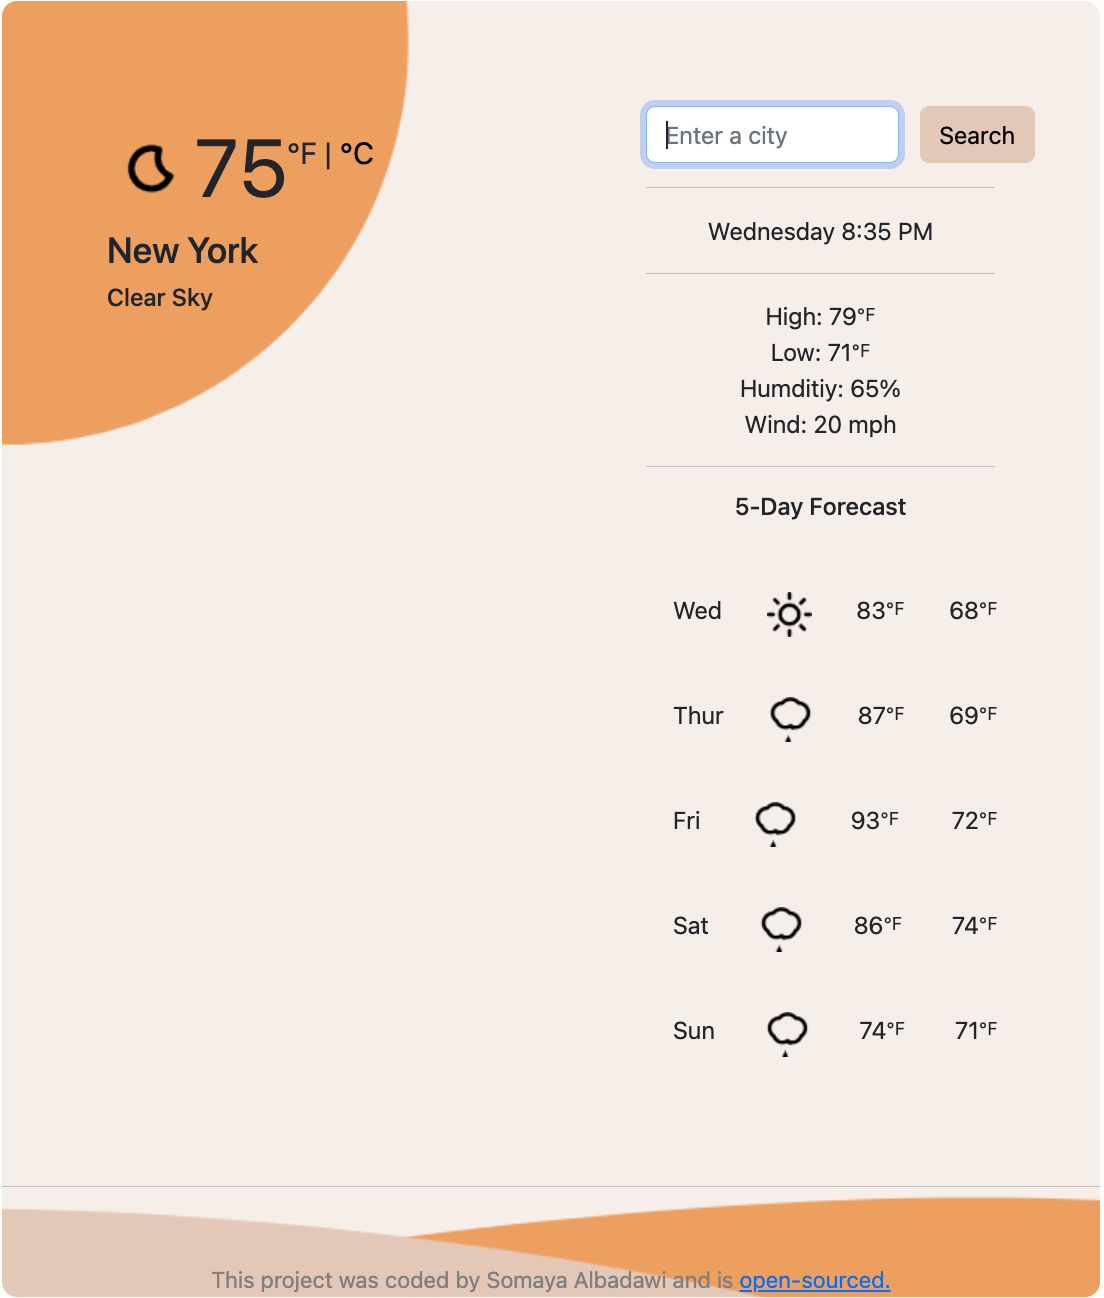 75°F | °C
New York
Clear Sky
Enter a city
Search
Wednesday 8:35 PM
High: 79°F
Low: 71°F
Humditiy: 65%
Wind: 20 mph
5-Day Forecast
Wed 83°F 68°F
Thur 87°F 69°F
Fri 93°F 72°F
Sat 86°F 74°F
Sun 74°F 71°F
This project was coded by Somaya Albadawi and is open-sourced.